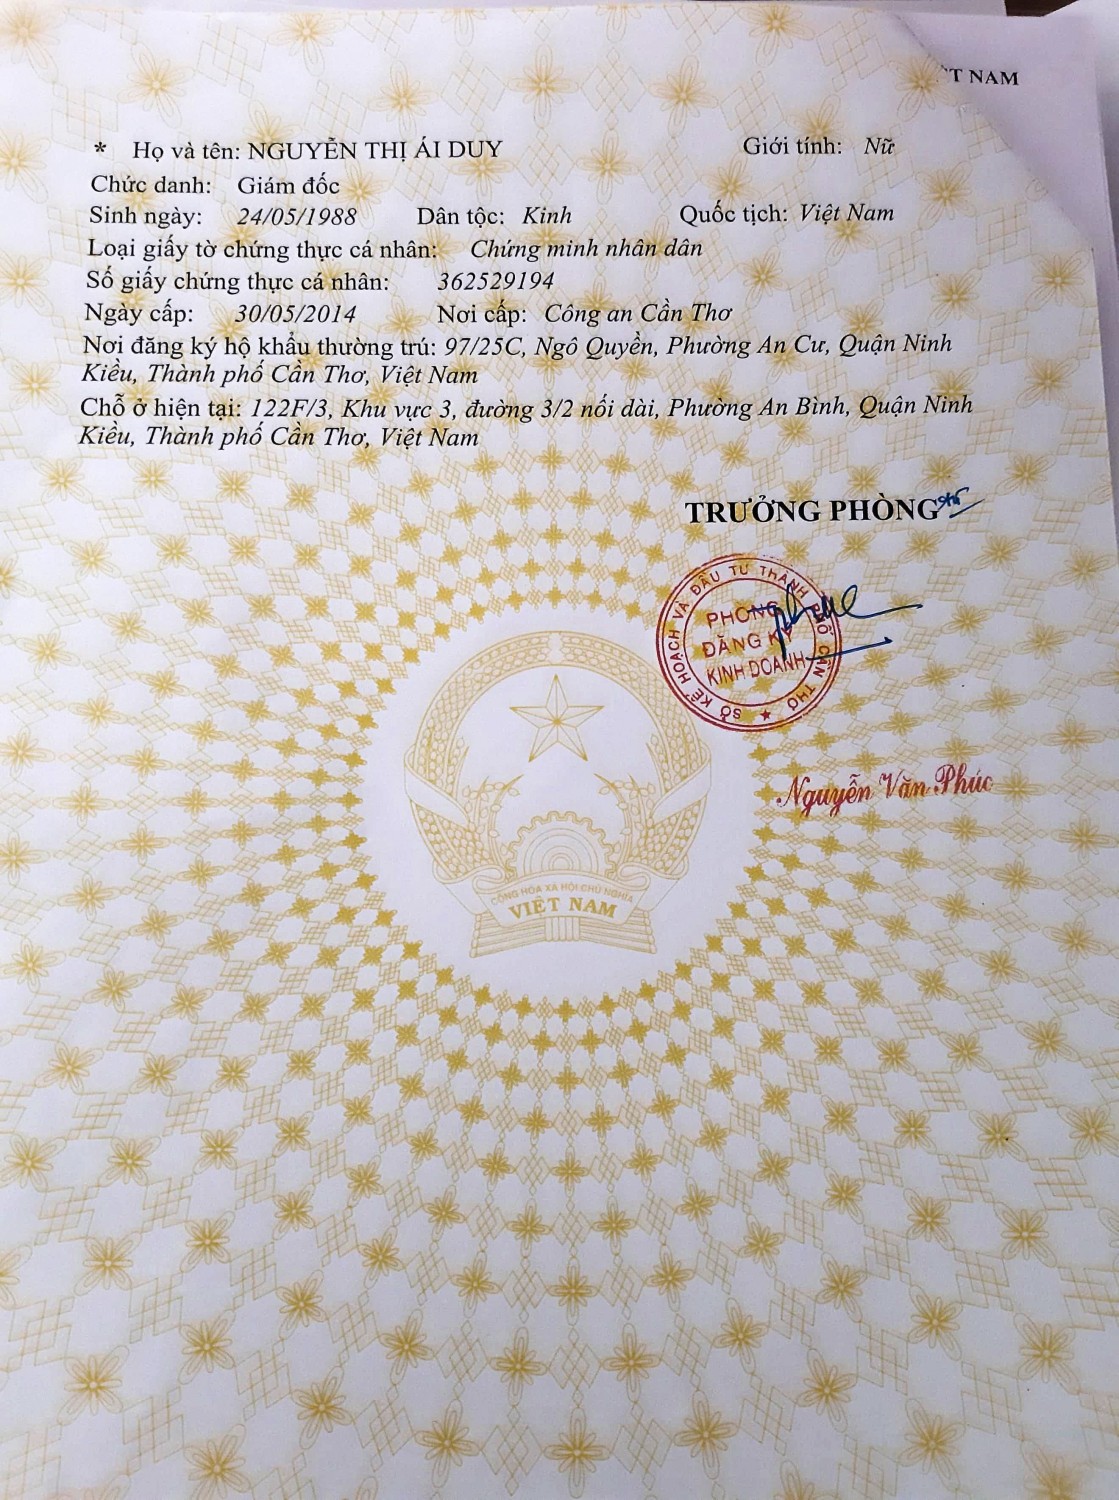 T NAM
* Họ và tên: NGUYỄN THỊ ÁI DUY Giới tính: Nữ
Chức danh: Giám đốc
Sinh ngày: 24/05/1988 Dân tộc: Kinh Quốc tịch: Việt Nam
Loại giấy tờ chứng thực cá nhân: Chứng minh nhân dân
Số giấy chứng thực cá nhân: 362529194
Ngày cấp: 30/05/2014 Nơi cấp: Công an Cần Thơ
Nơi đăng ký hộ khẩu thường trú: 97/25C, Ngô Quyền, Phường An Cư, Quận Ninh
Kiều, Thành phố Cần Thơ, Việt Nam
Chỗ ở hiện tại: 122F/3, Khu vực 3, đường 3/2 nối dài, Phường An Bình, Quận Ninh
Kiều, Thành phố Cần Thơ, Việt Nam
TRƯỞNG PHÒNG
SỞ KẾ HOẠCH VÀ ĐẦU TƯ THÀNH PHỐ CẦN THƠ
PHÒNG
ĐĂNG KÝ
KINH DOANH
Nguyễn Văn Phúc
CỘNG HÒA XÃ HỘI CHỦ NGHĨA
VIỆT NAM